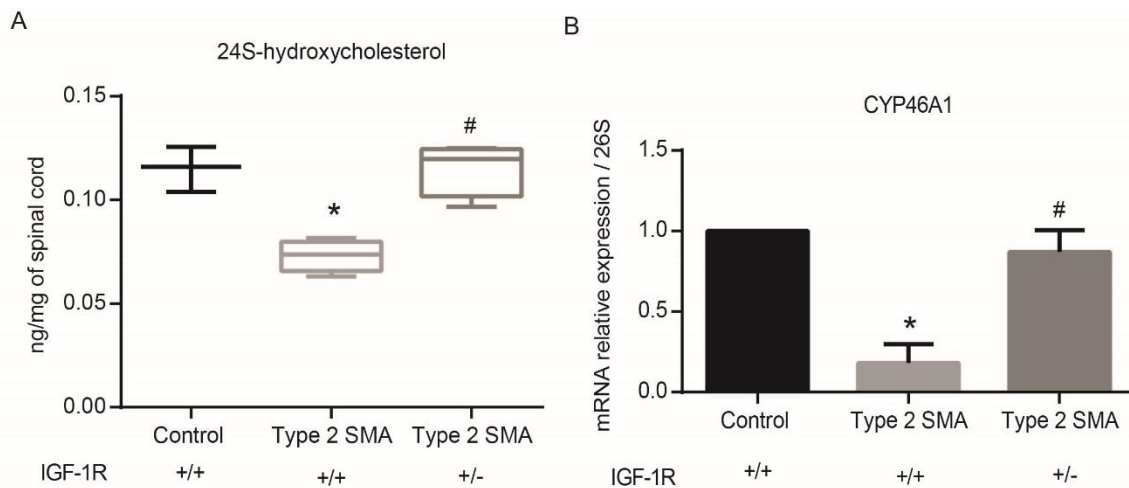 A
24S-hydroxycholesterol
ng/mg of spinal cord
0.15
0.10
0.05
0.00
*
#
Control Type 2 SMA Type 2 SMA
IGF-1R +/+ +/+ +/-
B
CYP46A1
mRNA relative expression / 26S
1.5
1.0
0.5
0.0
*
#
Control Type 2 SMA Type 2 SMA
IGF-1R +/+ +/+ +/-